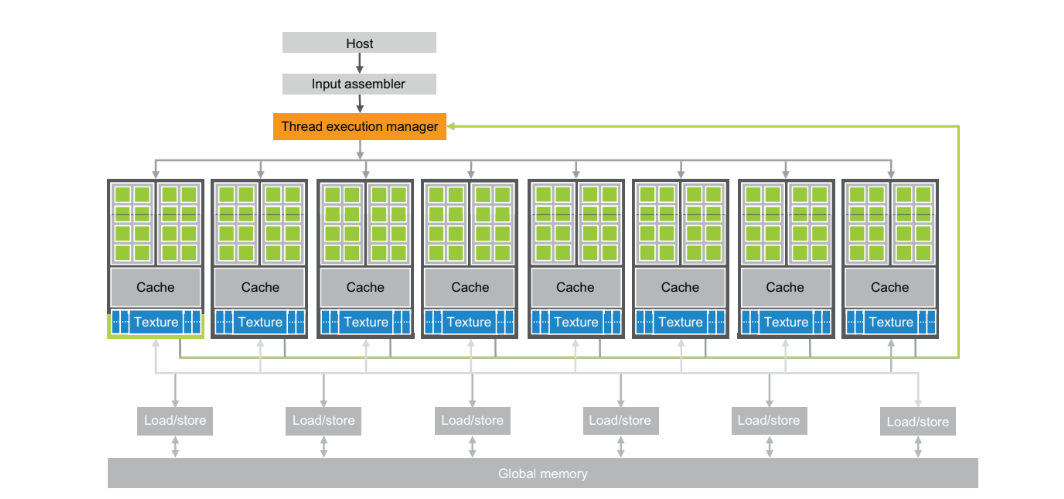 Host
Input assembler
Thread execution manager
Cache Cache Cache Cache Cache Cache Cache Cache
Texture Texture Texture Texture Texture Texture Texture Texture
Load/store Load/store Load/store Load/store Load/store Load/store
Global memory